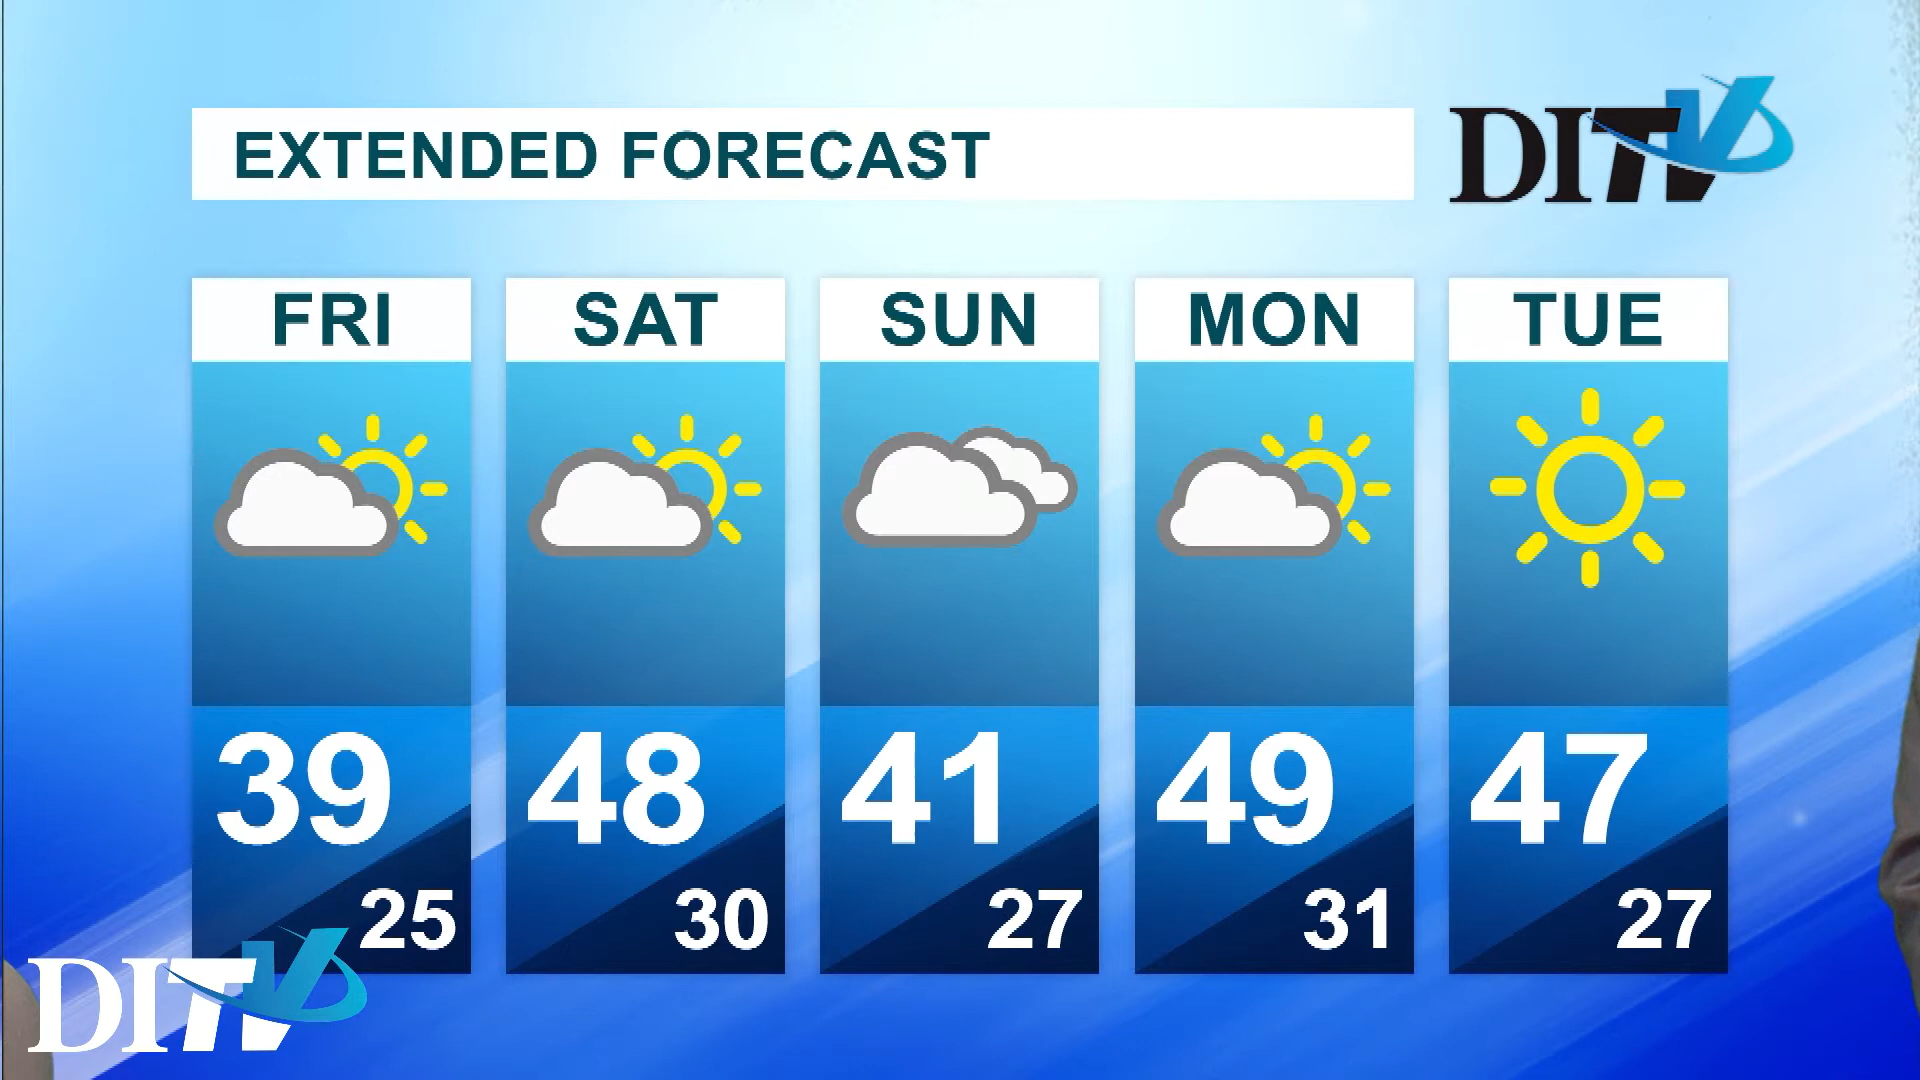 EXTENDED FORECAST
DITV
FRI SAT SUN MON TUE
39 48 41 49 47
25 30 27 31 27
DITV